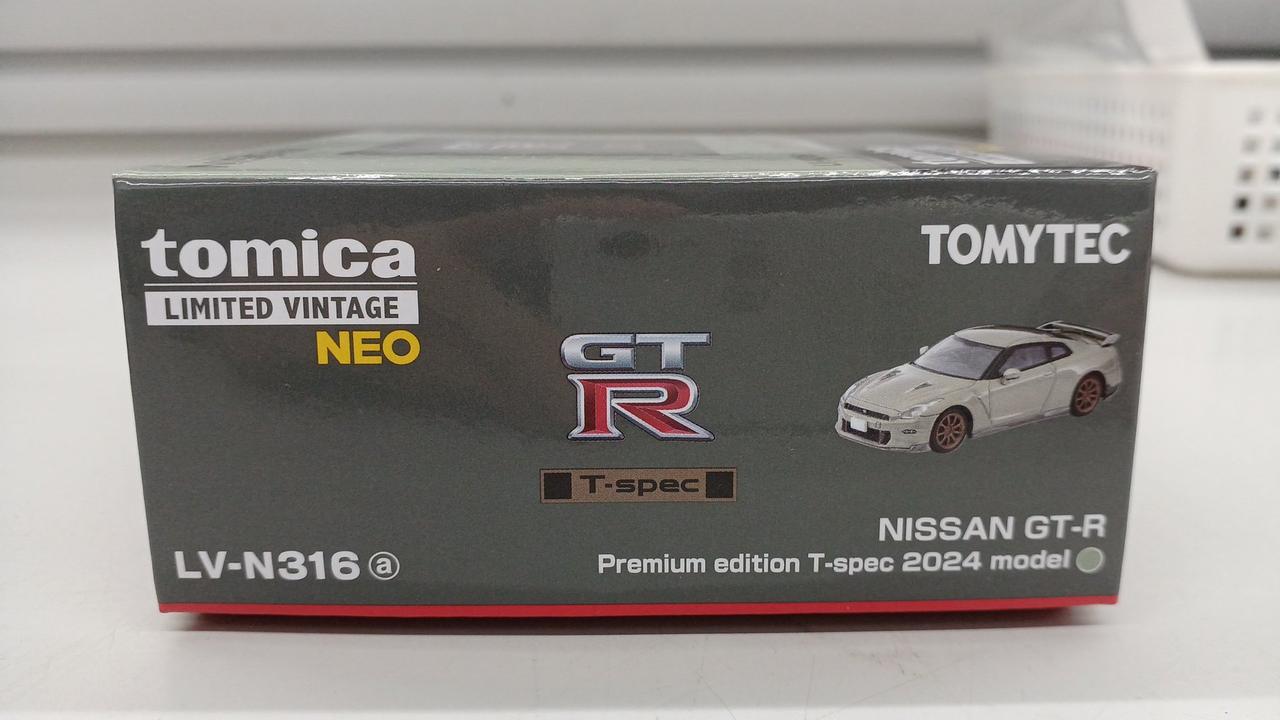 tomica
LIMITED VINTAGE
NEO
TOMYTEC
GT
R
T-spec
NISSAN GT-R
LV-N316 ⓐ
Premium edition T-spec 2024 model